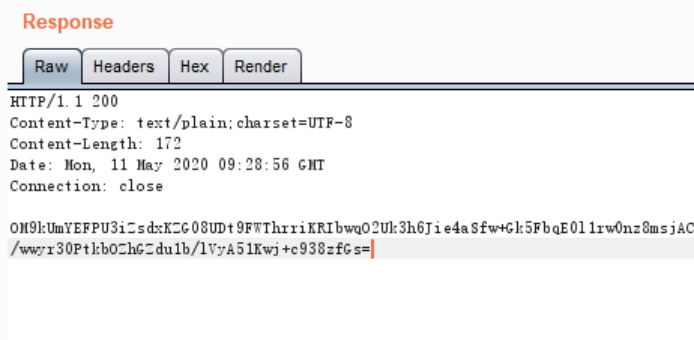 Response
Raw Headers Hex Render
HTTP/1.1 200
Content-Type: text/plain;charset=UTF-8
Content-Length: 172
Date: Mon, 11 May 2020 09:28:56 GMT
Connection: close
OM9kUmYEFPU3iZsdxKZG08UDt9FWThrriKRIbwqO2Uk3h6Jie4aSfw+Gk5FbqE0l1rw0nz8msjAC
/wwyr30PtkbOZhGZdu1b/lVyA51Kwj+c938zfGs=